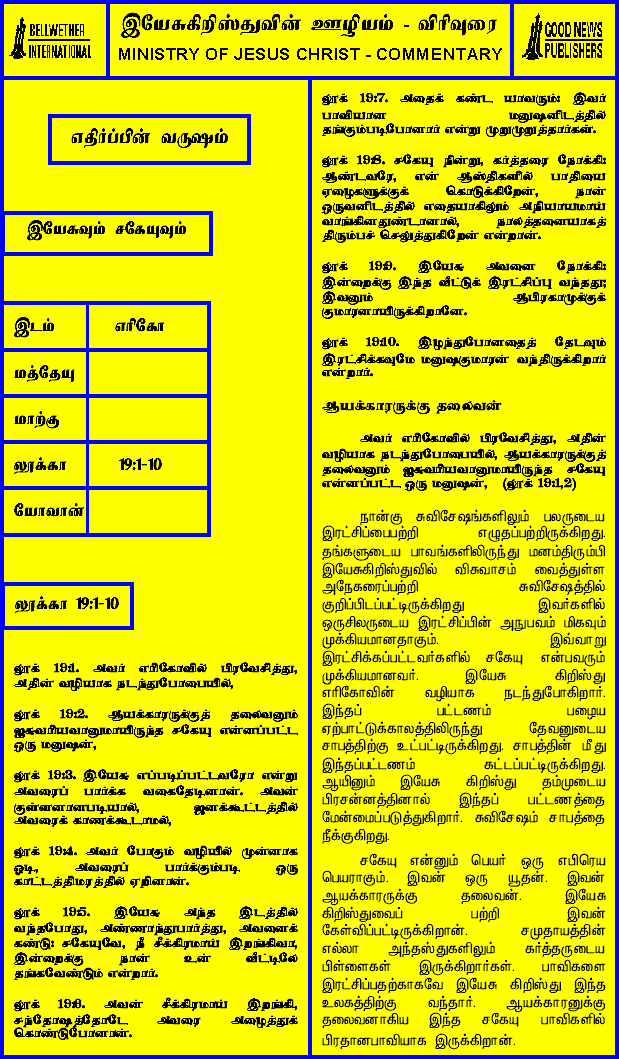 BELLWETHER
INTERNATIONAL
இயேசுகிறிஸ்துவின் ஊழியம் - விரிவுரை
MINISTRY OF JESUS CHRIST - COMMENTARY
GOOD NEWS
PUBLISHERS
எதிர்ப்பின் வருஷம்
இயேசுவும் சகேயுவும்
இடம் எரிகோ
மத்தேயு
மாற்கு
லூக்கா 19:1-10
யோவான்
லூக்கா 19:1-10
லூக் 19:1. அவர் எரிகோவில் பிரவேசித்து,
அதின் வழியாக நடந்துபோகையில்,
லூக் 19:2. ஆயக்காரருக்குத் தலைவனும்
ஐசுவரியவானுமாயிருந்த சகேயு என்னப்பட்ட
ஒரு மனுஷன்,
லூக் 19:3. இயேசு எப்படிப்பட்டவரோ என்று
அவரைப் பார்க்க வகைதேடினான். அவன்
குள்ளனானபடியால், ஜனக்கூட்டத்தில்
அவரைக் காணக்கூடாமல்,
லூக் 19:4. அவர் போகும் வழியில் முன்னாக
ஓடி, அவரைப் பார்க்கும்படி ஒரு
காட்டத்திமரத்தில் ஏறினான்.
லூக் 19:5. இயேசு அந்த இடத்தில்
வந்தபோது, அண்ணாந்துபார்த்து, அவனைக்
கண்டு: சகேயுவே, நீ சீக்கிரமாய் இறங்கிவா,
இன்றைக்கு நான் உன் வீட்டிலே
தங்கவேண்டும் என்றார்.
லூக் 19:6. அவன் சீக்கிரமாய் இறங்கி,
சந்தோஷத்தோடே அவரை அழைத்துக்
கொண்டுபோனான்.
லூக் 19:7. அதைக் கண்ட யாவரும்: இவர்
பாவியான மனுஷனிடத்தில்
தங்கும்படிபோனார் என்று முறுமுறுத்தார்கள்.
லூக் 19:8. சகேயு நின்று, கர்த்தரை நோக்கி:
ஆண்டவரே, என் ஆஸ்திகளில் பாதியை
ஏழைகளுக்குக் கொடுக்கிறேன், நான்
ஒருவனிடத்தில் எதையாகிலும் அநியாயமாய்
வாங்கினதுண்டானால், நாலத்தனையாகத்
திரும்பச் செலுத்துகிறேன் என்றான்.
லூக் 19:9. இயேசு அவனை நோக்கி:
இன்றைக்கு இந்த வீட்டுக்கு இரட்சிப்பு வந்தது;
இவனும் ஆபிரகாமுக்குக்
குமாரனாயிருக்கிறானே.
லூக் 19:10. இழந்துபோனதைத் தேடவும்
இரட்சிக்கவுமே மனுஷகுமாரன் வந்திருக்கிறார்
என்றார்.
ஆயக்காரருக்கு தலைவன்
அவர் எரிகோவில் பிரவேசித்து, அதின்
வழியாக நடந்துபோகையில், ஆயக்காரருக்குத்
தலைவனும் ஐசுவரியவானுமாயிருந்த சகேயு
என்னப்பட்ட ஒரு மனுஷன், (லூக் 19:1,2)
நான்கு சுவிசேஷங்களிலும் பலருடைய
இரட்சிப்பைபற்றி எழுதப்பற்றிருக்கிறது.
தங்களுடைய பாவங்களிலிருந்து மனம்திரும்பி
இயேசுகிறிஸ்துவில் விசுவாசம் வைத்துள்ள
அநேகரைப்பற்றி சுவிசேஷத்தில்
குறிப்பிடப்பட்டிருக்கிறது இவர்களில்
ஒருசிலருடைய இரட்சிப்பின் அநுபவம் மிகவும்
முக்கியமானதாகும். இவ்வாறு
இரட்சிக்கப்பட்டவர்களில் சகேயு என்பவரும்
முக்கியமானவர். இயேசு கிறிஸ்து
எரிகோவின் வழியாக நடந்துபோகிறார்.
இந்தப் பட்டணம் பழைய
ஏற்பாட்டுக்காலத்திலிருந்து தேவனுடைய
சாபத்திற்கு உட்பட்டிருக்கிறது. சாபத்தின் மீது
இந்தப்பட்டணம் கட்டப்பட்டிருக்கிறது.
ஆயினும் இயேசு கிறிஸ்து தம்முடைய
பிரசன்னத்தினால் இந்தப் பட்டணத்தை
மேன்மைப்படுத்துகிறார். சுவிசேஷம் சாபத்தை
நீக்குகிறது.
சகேயு என்னும் பெயர் ஒரு எபிரெய
பெயராகும். இவன் ஒரு யூதன். இவன்
ஆயக்காரருக்கு தலைவன். இயேசு
கிறிஸ்துவைப் பற்றி இவன்
கேள்விப்பட்டிருக்கிறான். சமுதாயத்தின்
எல்லா அந்தஸ்துகளிலும் கர்த்தருடைய
பிள்ளைகள் இருக்கிறார்கள். பாவிகளை
இரட்சிப்பதற்காகவே இயேசு கிறிஸ்து இந்த
உலகத்திற்கு வந்தார். ஆயக்காரனுக்கு
தலைவனாகிய இந்த சகேயு பாவிகளில்
பிரதானபாவியாக இருக்கிறான்.